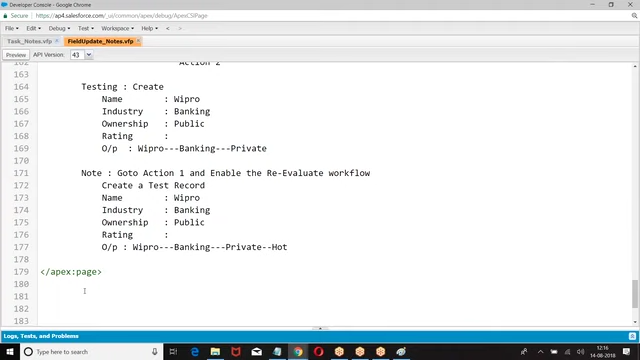 Developer Console - Google Chrome
Secure | https://ap4.salesforce.com/_ui/common/apex/debug/ApexCSIPage
File Edit Debug Test Workspace Help < >
Task_Notes.vfp FieldUpdate_Notes.vfp
Preview API Version: 43
162 Action 2
163
164 Testing : Create
165 Name : Wipro
166 Industry : Banking
167 Ownership : Public
168 Rating :
169 O/p : Wipro---Banking---Private
170
171 Note : Goto Action 1 and Enable the Re-Evaluate workflow
172 Create a Test Record
173 Name : Wipro
174 Industry : Banking
175 Ownership : Public
176 Rating :
177 O/p : Wipro---Banking---Private--Hot
178
179 </apex:page>
180
181
182
183
Logs, Tests, and Problems
Type here to search
12:16
14-08-2018